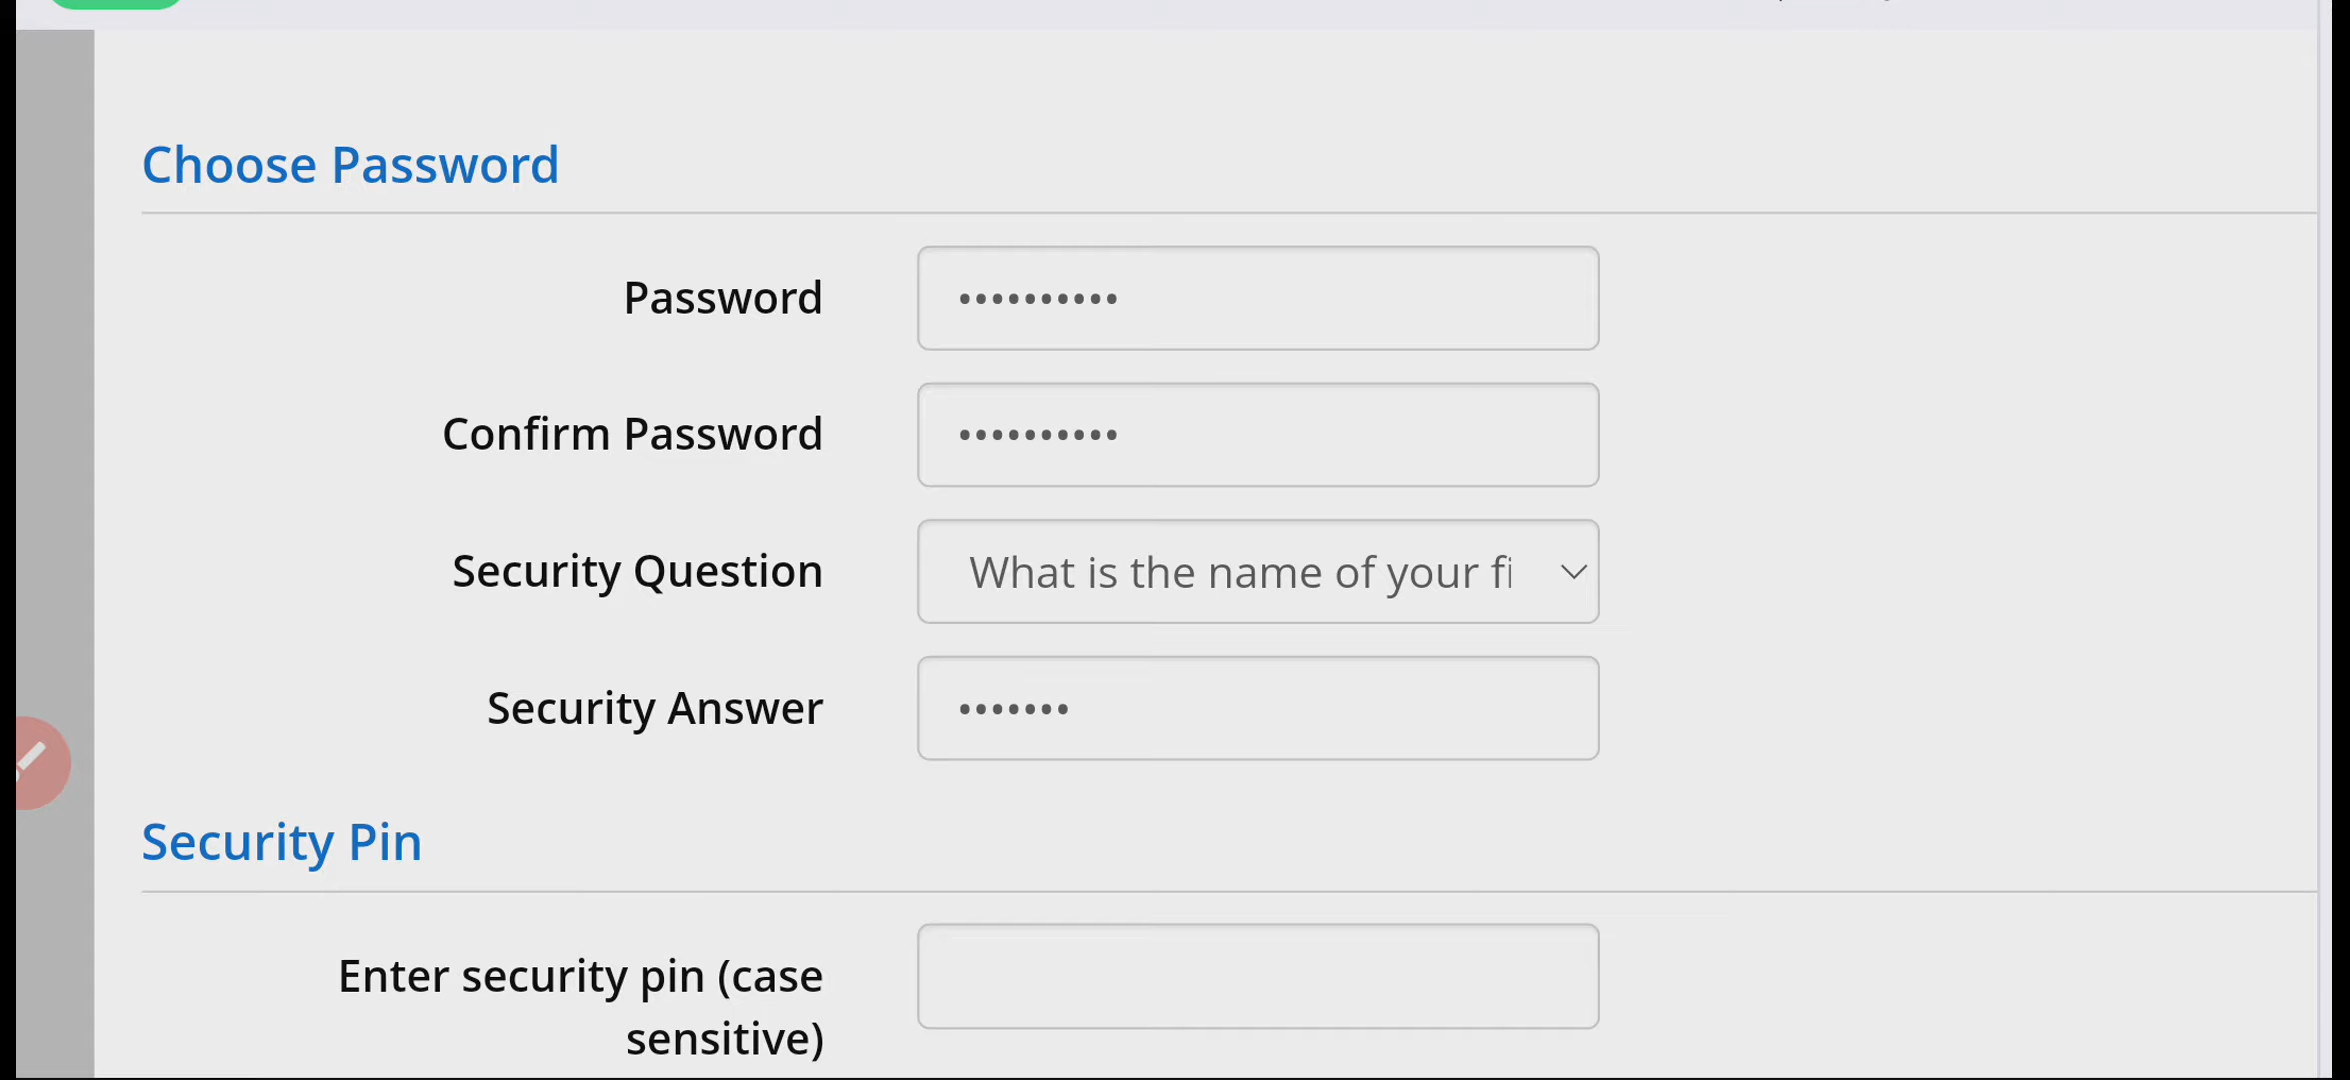 Choose Password
Password ••••••••••
Confirm Password ••••••••••
Security Question What is the name of your fi
Security Answer •••••••
Security Pin
Enter security pin (case
sensitive)